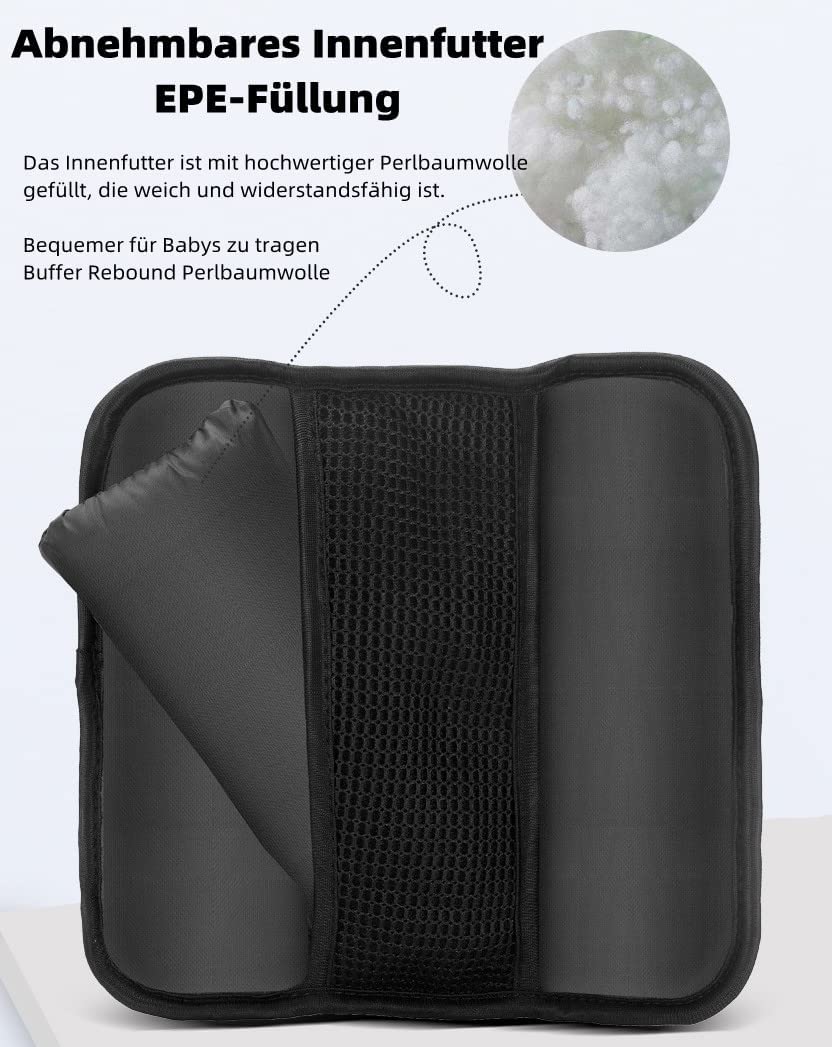 Abnehmbares Innenfutter
EPE-Füllung
Das Innenfutter ist mit hochwertiger Perlbaumwolle
gefüllt, die weich und widerstandsfähig ist.
Bequemer für Babys zu tragen
Buffer Rebound Perlbaumwolle